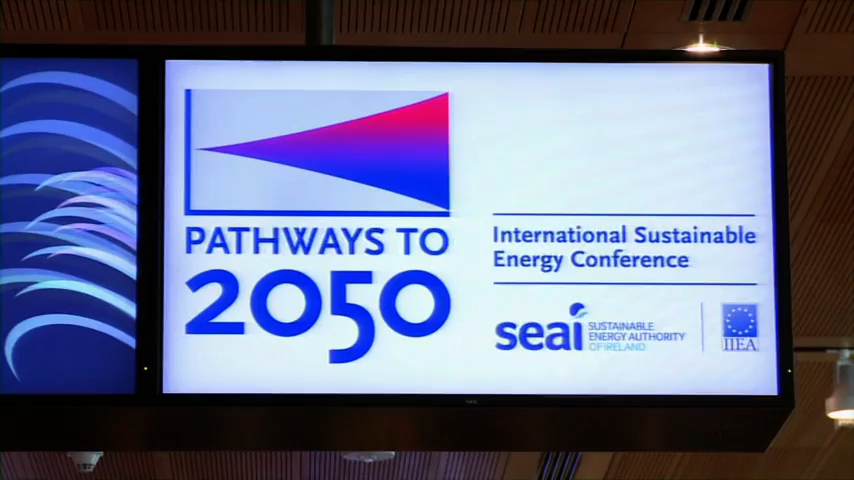 PATHWAYS TO
2050
International Sustainable
Energy Conference
seai
SUSTAINABLE
ENERGY AUTHORITY
OF IRELAND
IIEA